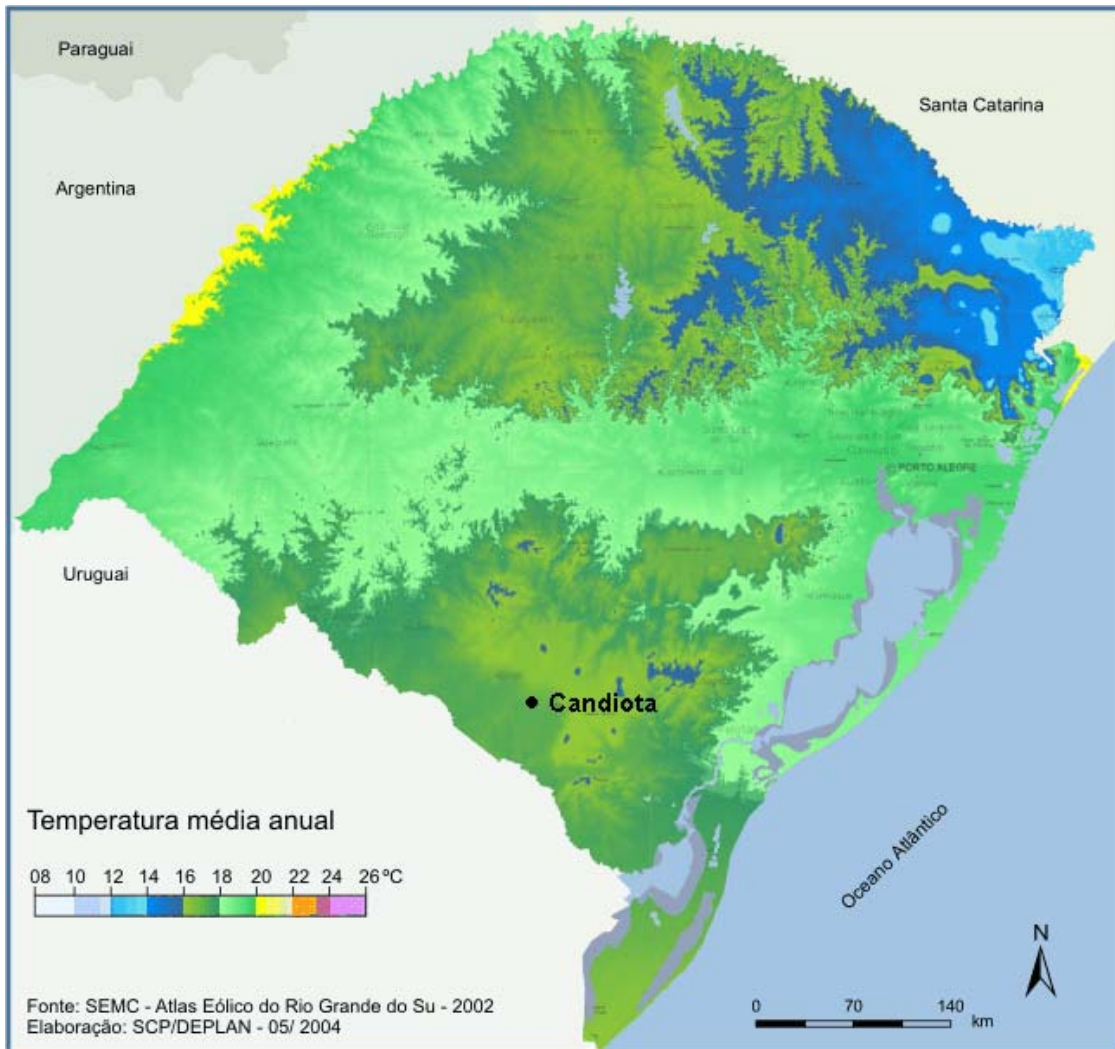 Paraguai
Santa Catarina
Argentina
PORTO ALEGRE
Uruguai
Candiota
Temperatura média anual
08 10 12 14 16 18 20 22 24 26 ºC
Oceano Atlântico
N
Fonte: SEMC - Atlas Eólico do Rio Grande do Su - 2002
Elaboração: SCP/DEPLAN - 05/ 2004
0 70 140
km